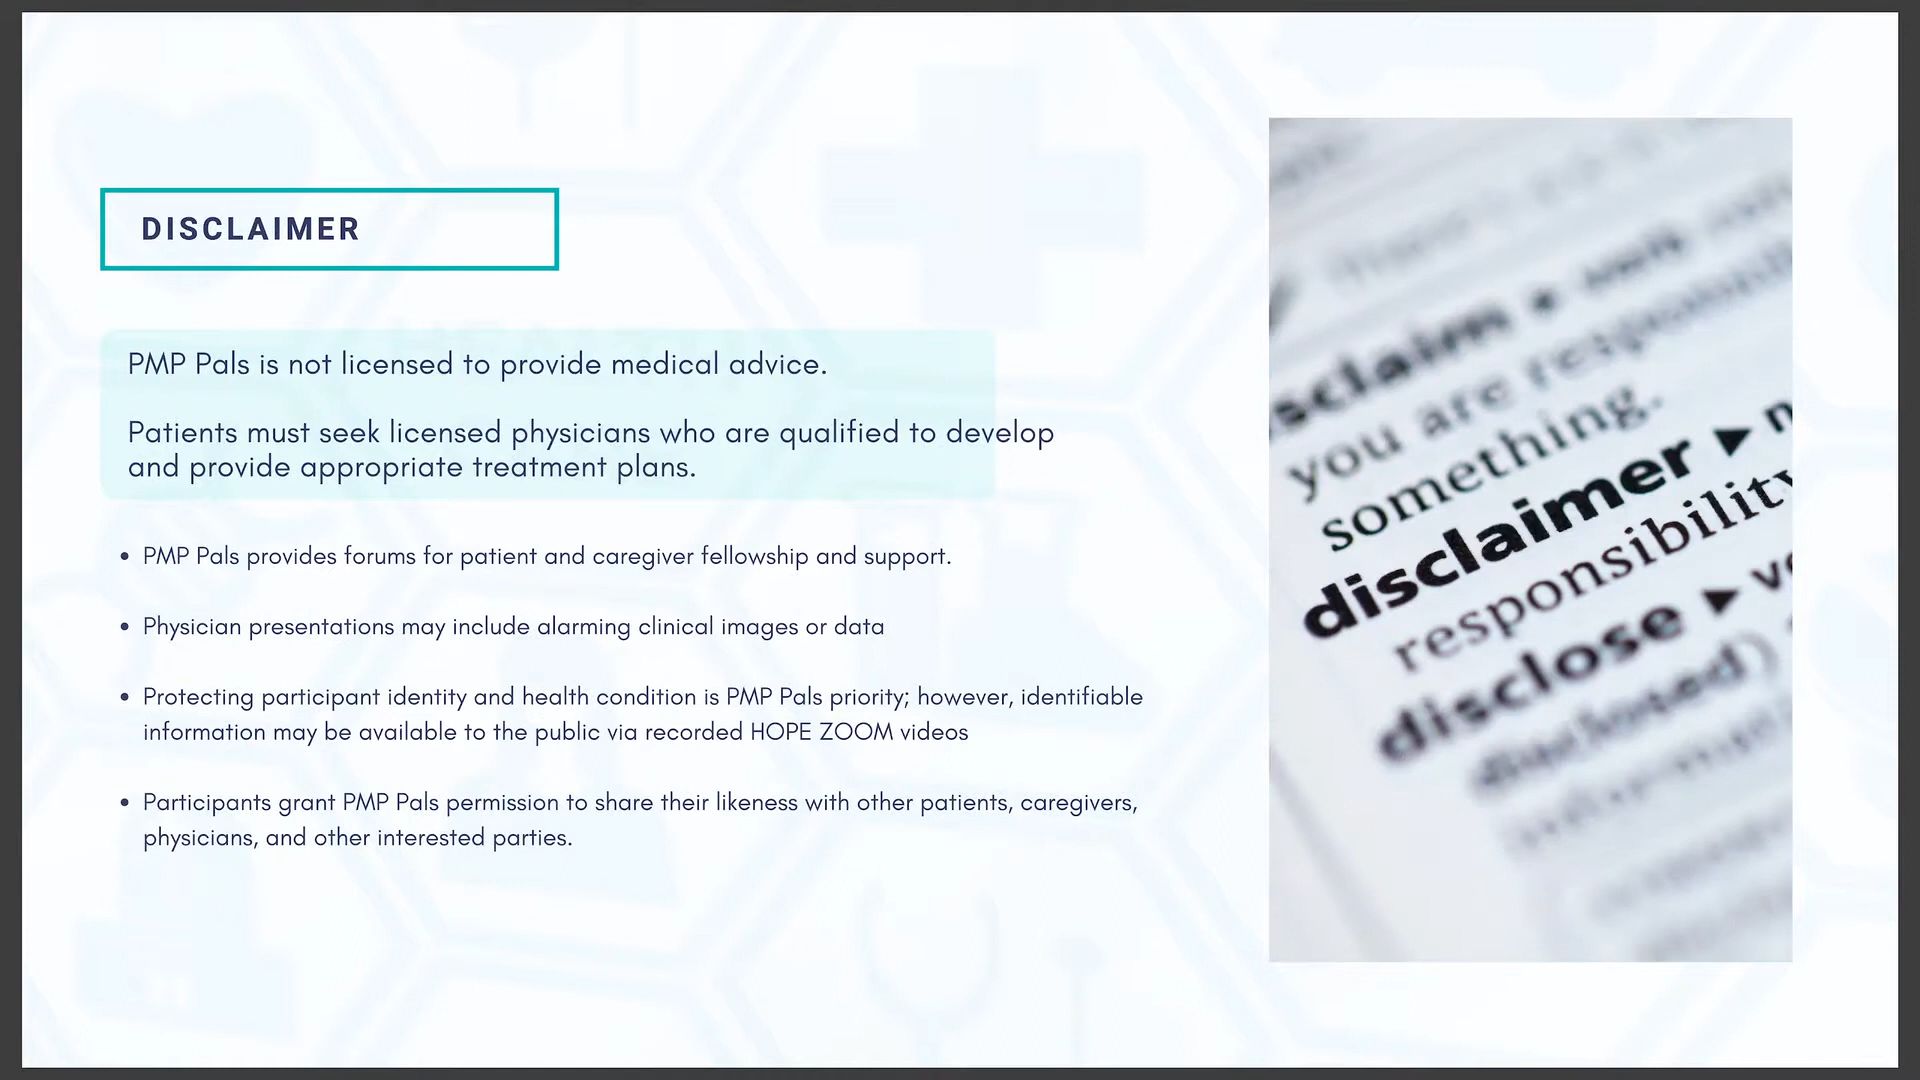 DISCLAIMER
PMP Pals is not licensed to provide medical advice.
Patients must seek licensed physicians who are qualified to develop
and provide appropriate treatment plans.
• PMP Pals provides forums for patient and caregiver fellowship and support.
• Physician presentations may include alarming clinical images or data
• Protecting participant identity and health condition is PMP Pals priority; however, identifiable
information may be available to the public via recorded HOPE ZOOM videos
• Participants grant PMP Pals permission to share their likeness with other patients, caregivers,
physicians, and other interested parties.
sclaim
you are
something.
disclaimer ▶ n
responsibility
disclose ▶ ve
disclosed)